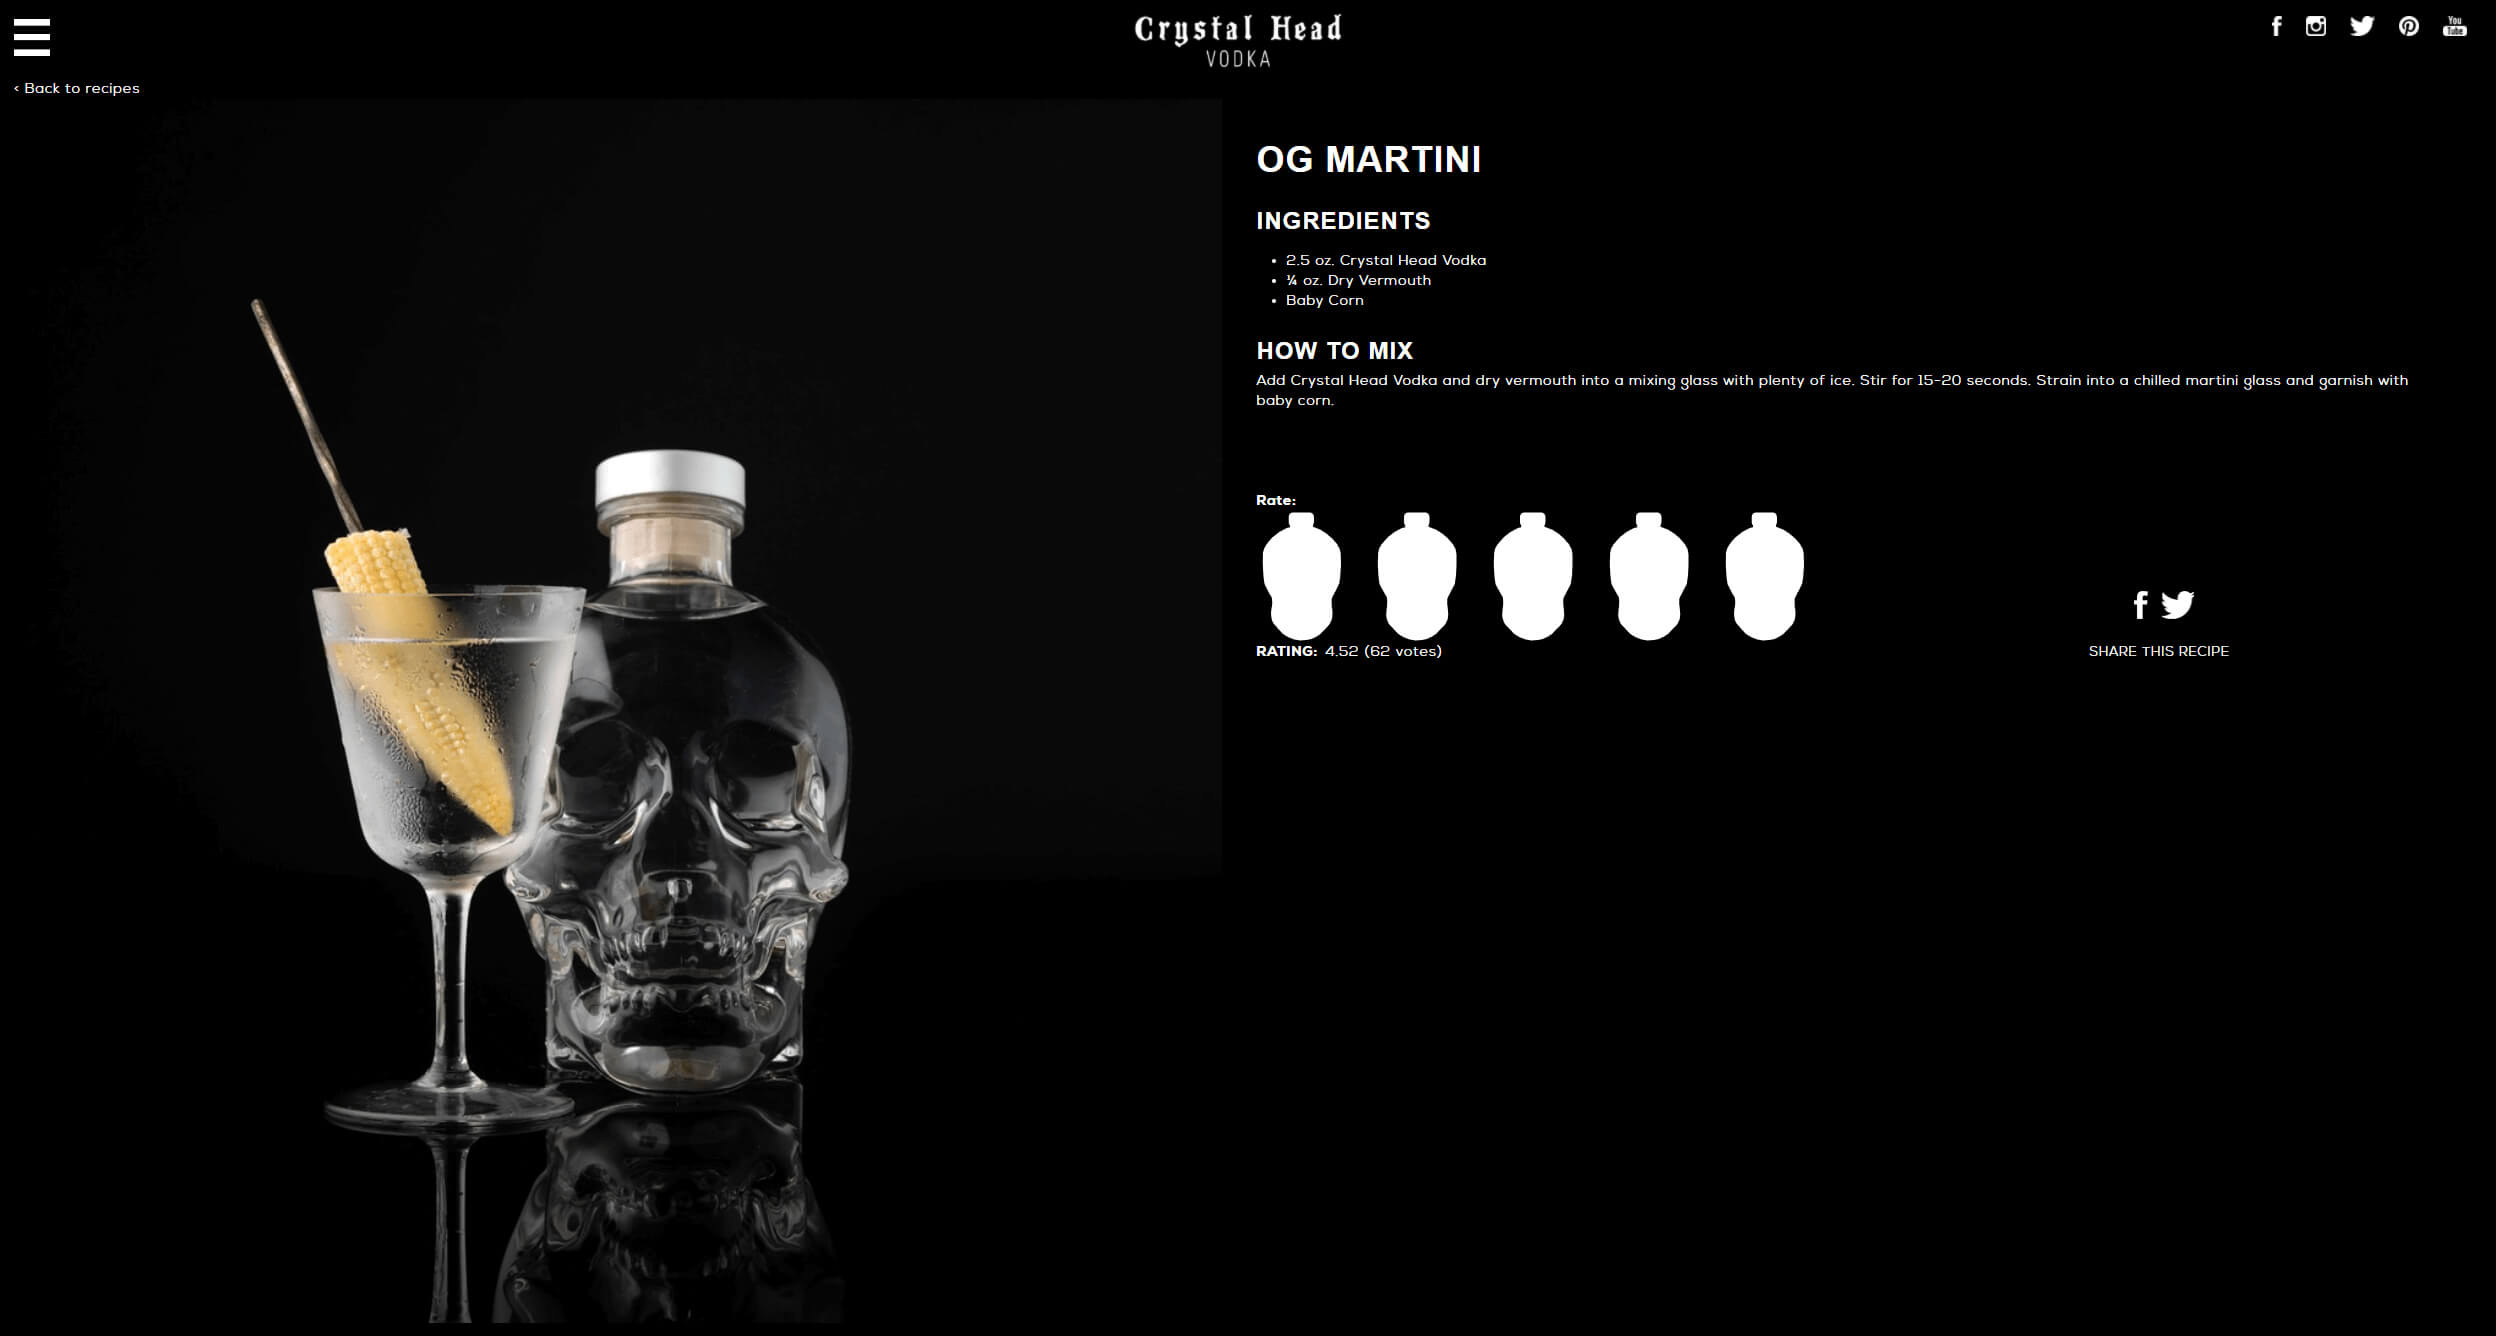 Crystal Head
VODKA
You
Tube
< Back to recipes
OG MARTINI
INGREDIENTS
• 2.5 oz. Crystal Head Vodka
• ¼ oz. Dry Vermouth
• Baby Corn
HOW TO MIX
Add Crystal Head Vodka and dry vermouth into a mixing glass with plenty of ice. Stir for 15-20 seconds. Strain into a chilled martini glass and garnish with
baby corn.
Rate:
RATING: 4.52 (62 votes)
SHARE THIS RECIPE